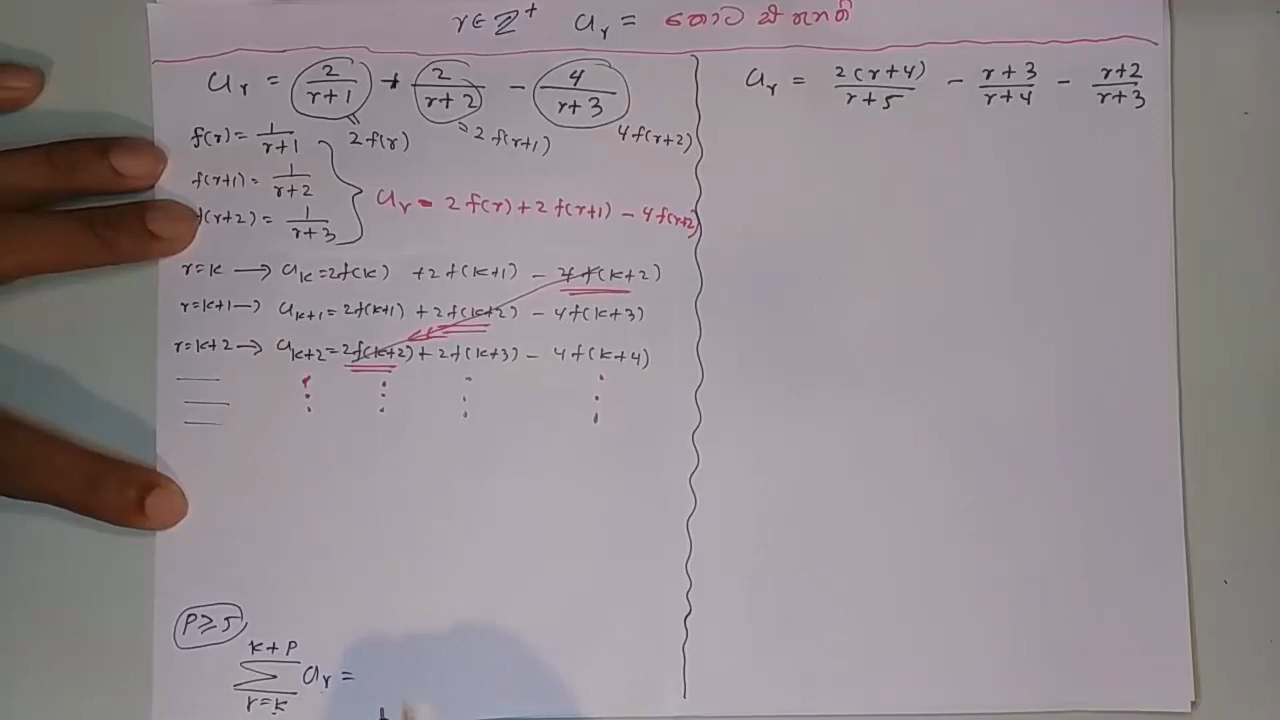 r ∈ ℤ⁺ Uᵣ =
Uᵣ = 2/(r+1) + 2/(r+2) − 4/(r+3)
f(r) = 1/(r+1) 2f(r) 2f(r+1) 4f(r+2)
f(r+1) = 1/(r+2)
f(r+2) = 1/(r+3)
Uᵣ = 2f(r) + 2f(r+1) − 4f(r+2)
r=k → U_k = 2f(k) + 2f(k+1) − 4f(k+2)
r=k+1 → U_{k+1} = 2f(k+1) + 2f(k+2) − 4f(k+3)
r=k+2 → U_{k+2} = 2f(k+2) + 2f(k+3) − 4f(k+4)
P ≥ 5
k+P
Σ Uᵣ =
r=k
Uᵣ = 2(r+4)/(r+5) − (r+3)/(r+4) − (r+2)/(r+3)